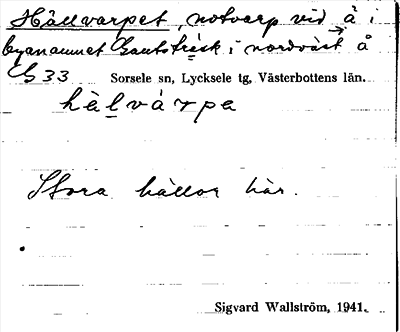 Hällvarpet, notvarp vid å i
byanamnet Gautsträsk i nordväst å
33 Sorsele sn, Lycksele tg, Västerbottens län.
hälvárpe
Stora hällor här.
Sigvard Wallström, 1941.